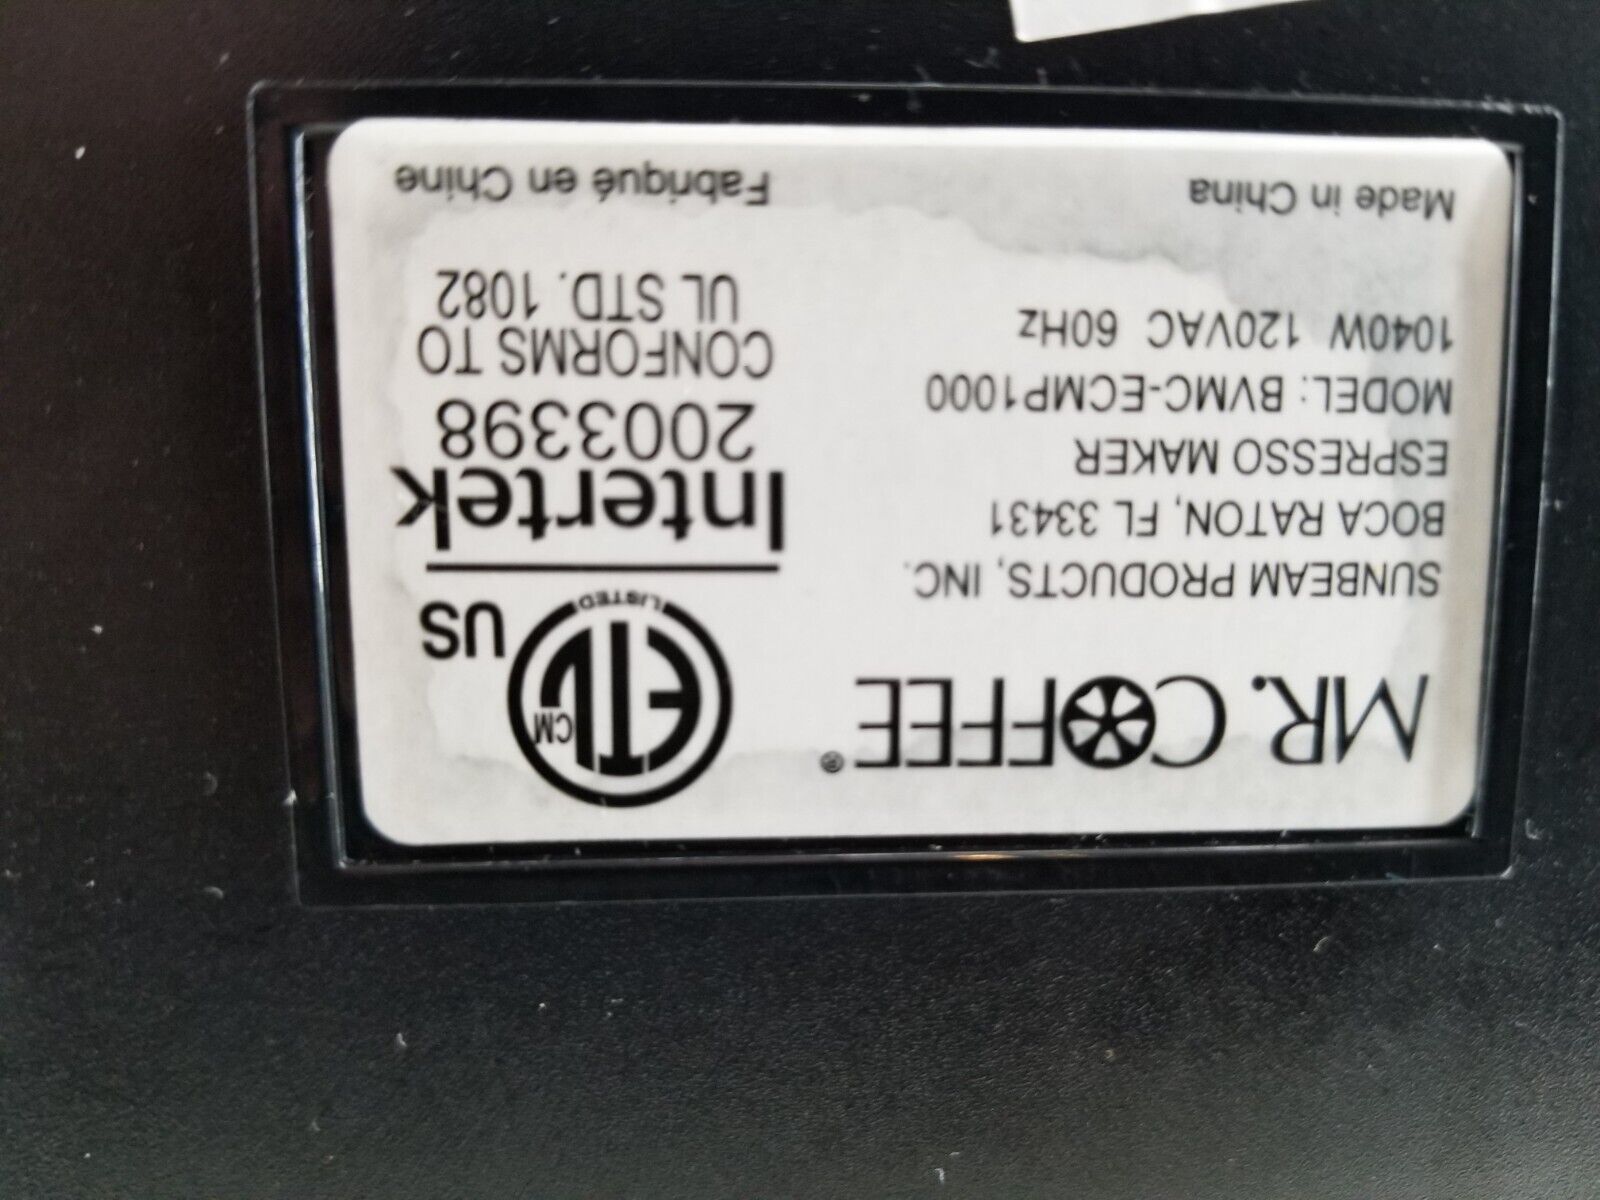 MR. COFFEE®
SUNBEAM PRODUCTS, INC.
BOCA RATON, FL 33431
ESPRESSO MAKER
MODEL: BVMC-ECMP1000
1040W 120VAC 60Hz
Made in China
ETL CM US
LISTED
Intertek
2003398
CONFORMS TO
UL STD. 1082
Fabriqué en Chine